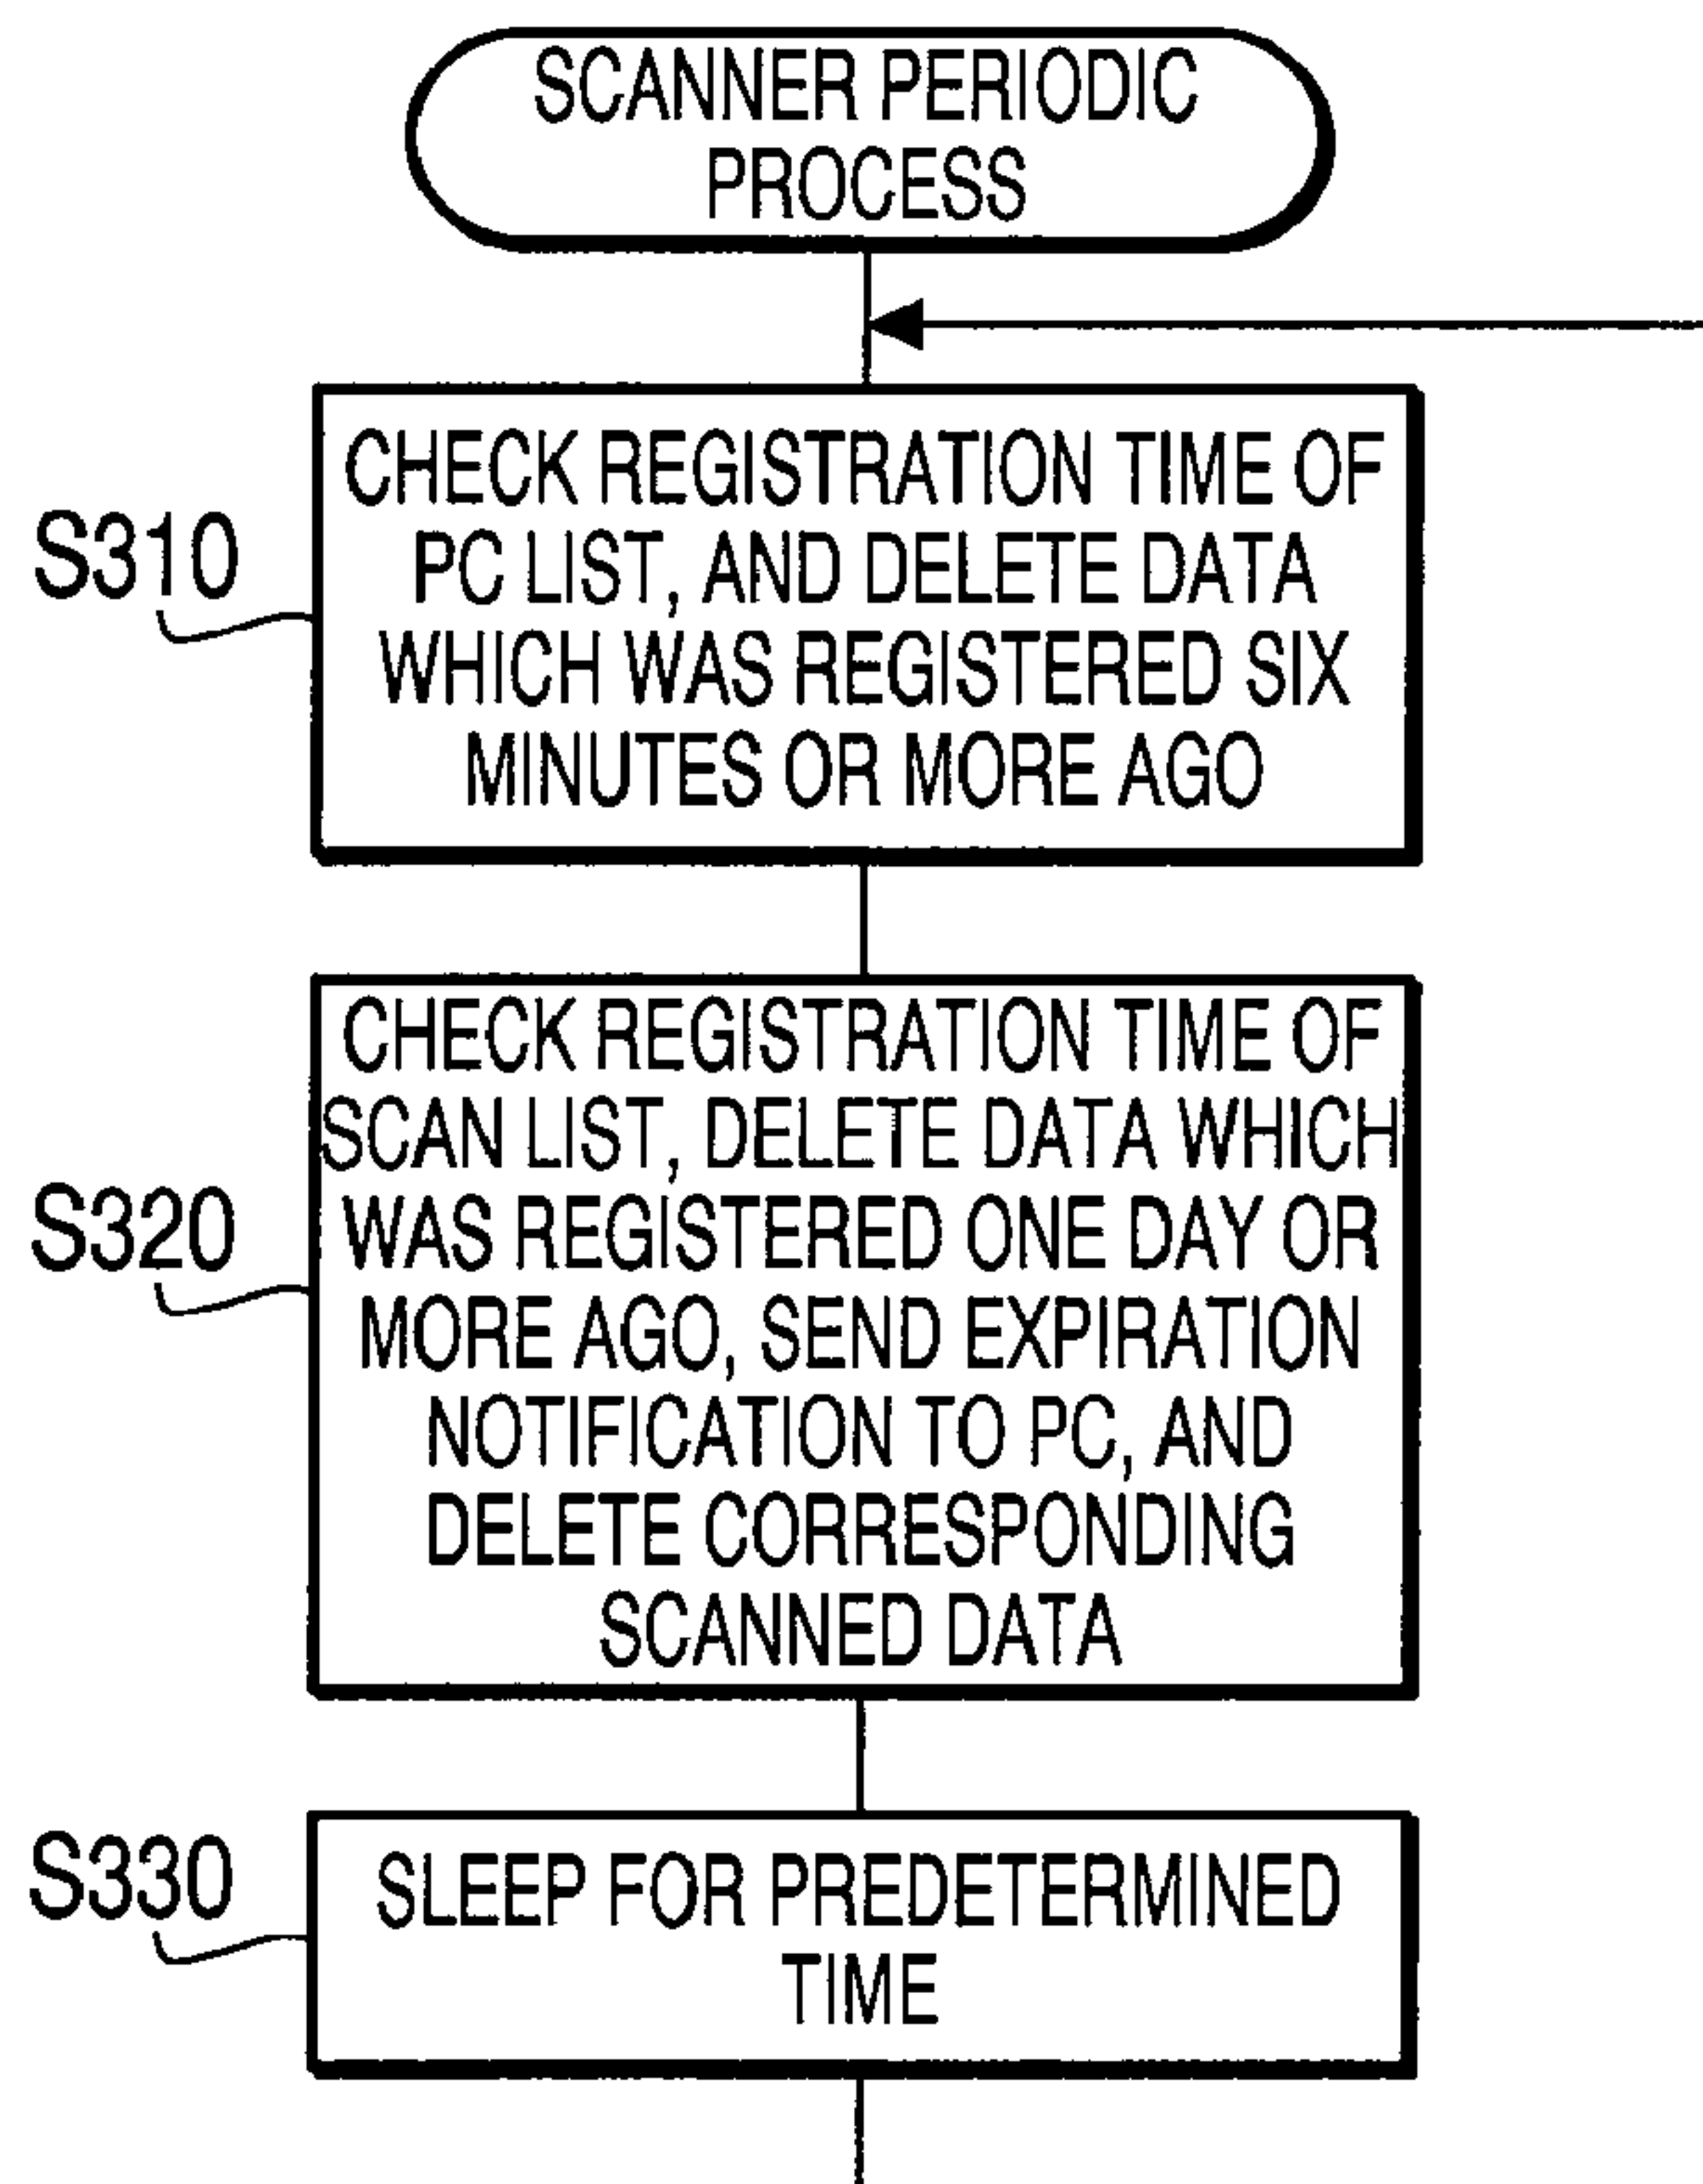 SCANNER PERIODIC
PROCESS
S310
CHECK REGISTRATION TIME OF
PC LIST, AND DELETE DATA
WHICH WAS REGISTERED SIX
MINUTES OR MORE AGO
S320
CHECK REGISTRATION TIME OF
SCAN LIST, DELETE DATA WHICH
WAS REGISTERED ONE DAY OR
MORE AGO, SEND EXPIRATION
NOTIFICATION TO PC, AND
DELETE CORRESPONDING
SCANNED DATA
S330
SLEEP FOR PREDETERMINED
TIME